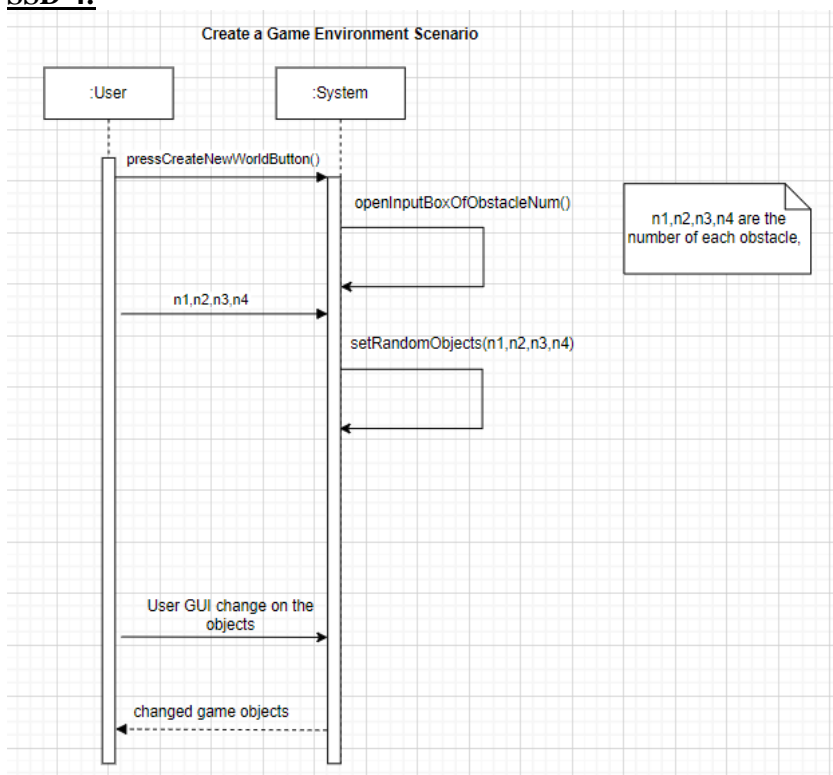 SSD-4:
Create a Game Environment Scenario
:User
:System
pressCreateNewWorldButton()
openInputBoxOfObstacleNum()
n1,n2,n3,n4 are the
number of each obstacle,
n1,n2,n3,n4
setRandomObjects(n1,n2,n3,n4)
User GUI change on the
objects
changed game objects